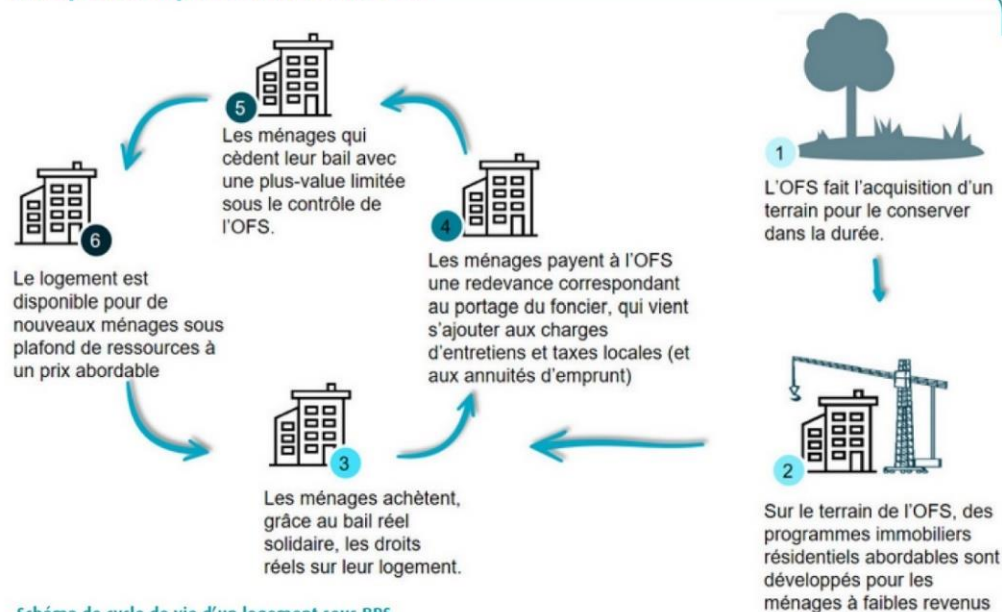 1
L'OFS fait l'acquisition d'un
terrain pour le conserver
dans la durée.
2
Sur le terrain de l'OFS, des
programmes immobiliers
résidentiels abordables sont
développés pour les
ménages à faibles revenus
3
Les ménages achètent,
grâce au bail réel
solidaire, les droits
réels sur leur logement.
4
Les ménages payent à l'OFS
une redevance correspondant
au portage du foncier, qui vient
s'ajouter aux charges
d'entretiens et taxes locales (et
aux annuités d'emprunt)
5
Les ménages qui
cèdent leur bail avec
une plus-value limitée
sous le contrôle de
l'OFS.
6
Le logement est
disponible pour de
nouveaux ménages sous
plafond de ressources à
un prix abordable